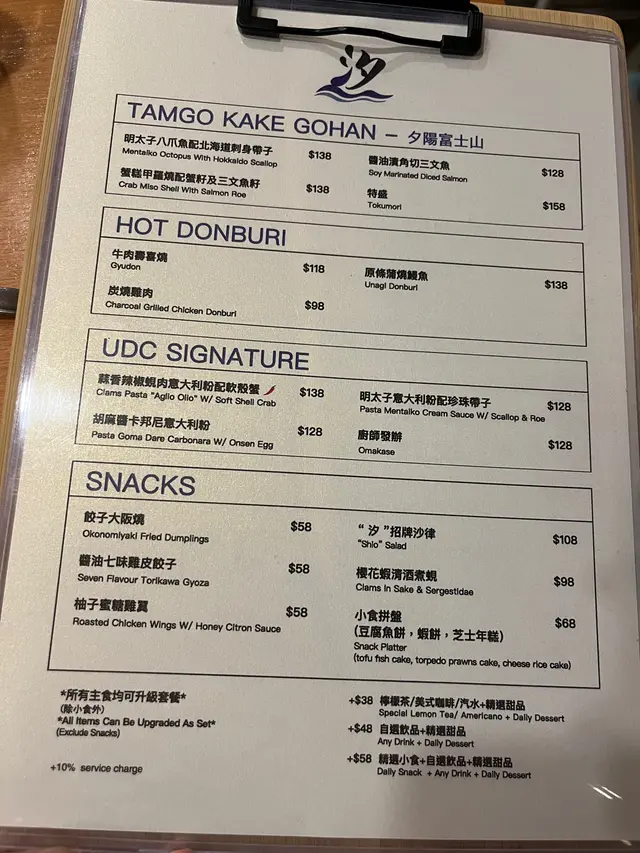 汐
TAMGO KAKE GOHAN – 夕陽富士山
明太子八爪魚配北海道刺身帶子
Mentaiko Octopus With Hokkaido Scallop
$138
蟹糕甲羅燒配蟹籽及三文魚籽
Crab Miso Shell With Salmon Roe
$138
醬油漬角切三文魚
Soy Marinated Diced Salmon
$128
特盛
Tokumori
$158
HOT DONBURI
牛肉壽喜燒
Gyudon
$118
炭燒雞肉
Charcoal Grilled Chicken Donburi
$98
原條蒲燒鰻魚
Unagi Donburi
$138
UDC SIGNATURE
蒜香辣椒蜆肉意大利粉配軟殼蟹
Clams Pasta "Aglio Olio" W/ Soft Shell Crab
$138
胡麻醬卡邦尼意大利粉
Pasta Goma Dare Carbonara W/ Onsen Egg
$128
明太子意大利粉配珍珠帶子
Pasta Mentaiko Cream Sauce W/ Scallop & Roe
$128
廚師發辦
Omakase
$128
SNACKS
餃子大阪燒
Okonomiyaki Fried Dumplings
$58
醬油七味雞皮餃子
Seven Flavour Torikawa Gyoza
$58
柚子蜜糖雞翼
Roasted Chicken Wings W/ Honey Citron Sauce
$58
“ 汐 ”招牌沙律
"Shio" Salad
$108
櫻花蝦清酒煮蜆
Clams In Sake & Sergestidae
$98
小食拼盤
(豆腐魚餅，蝦餅，芝士年糕)
Snack Platter
(tofu fish cake, torpedo prawns cake, cheese rice cake)
$68
*所有主食均可升級套餐*
(除小食外)
*All Items Can Be Upgraded As Set*
(Exclude Snacks)
+10% service charge
+$38 檸檬茶/美式咖啡/汽水+精選甜品
Special Lemon Tea/ Americano + Daily Dessert
+$48 自選飲品+精選甜品
Any Drink + Daily Dessert
+$58 精選小食+自選飲品+精選甜品
Daily Snack + Any Drink + Daily Dessert